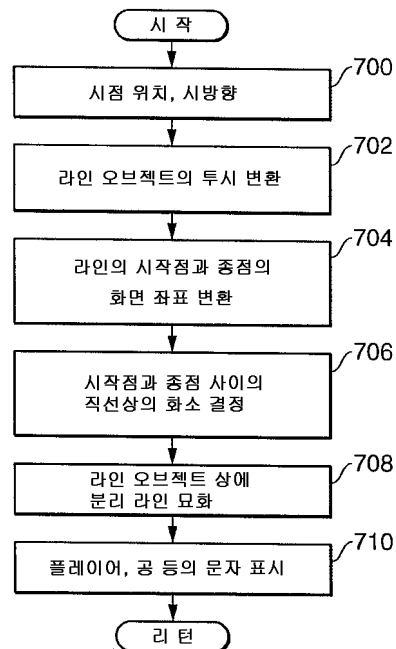 시 작
700
시점 위치, 시방향
702
라인 오브젝트의 투시 변환
704
라인의 시작점과 종점의
화면 좌표 변환
706
시작점과 종점 사이의
직선상의 화소 결정
708
라인 오브젝트 상에
분리 라인 묘화
710
플레이어, 공 등의 문자 표시
리 턴